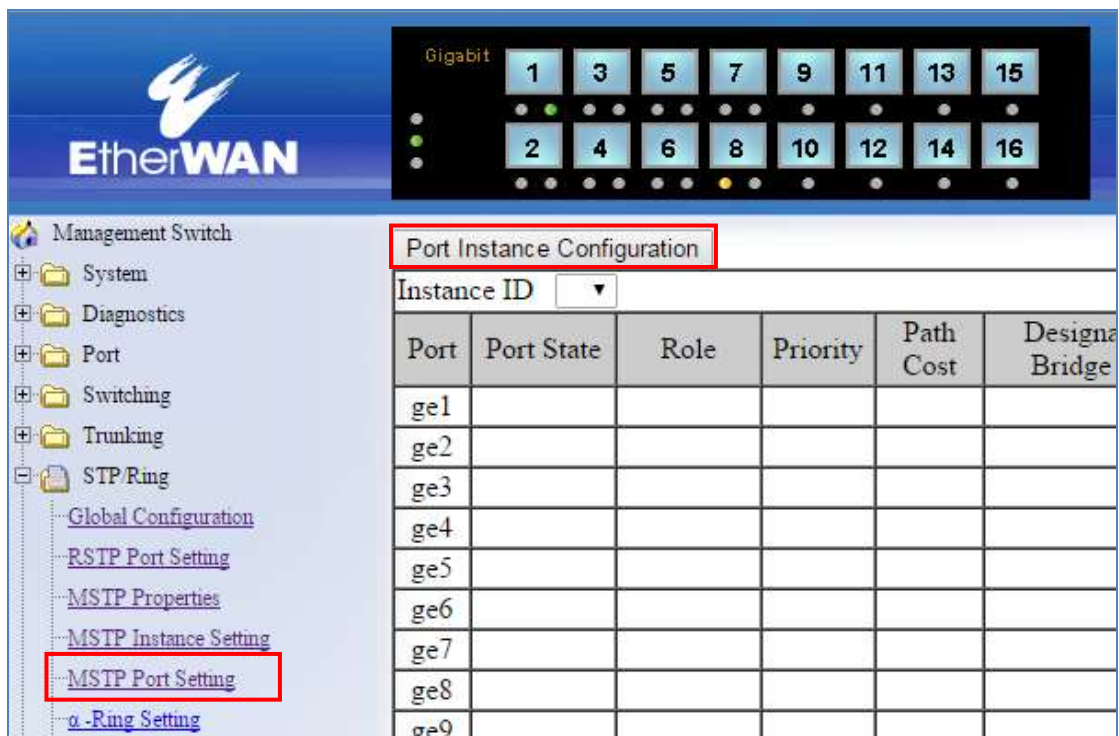 EtherWAN
Gigabit
1 3 5 7 9 11 13 15
2 4 6 8 10 12 14 16
Management Switch
System
Diagnostics
Port
Switching
Trunking
STP/Ring
Global Configuration
RSTP Port Setting
MSTP Properties
MSTP Instance Setting
MSTP Port Setting
α -Ring Setting
Port Instance Configuration
Instance ID
Port Port State Role Priority Path Cost Designa Bridge
ge1
ge2
ge3
ge4
ge5
ge6
ge7
ge8
ge9